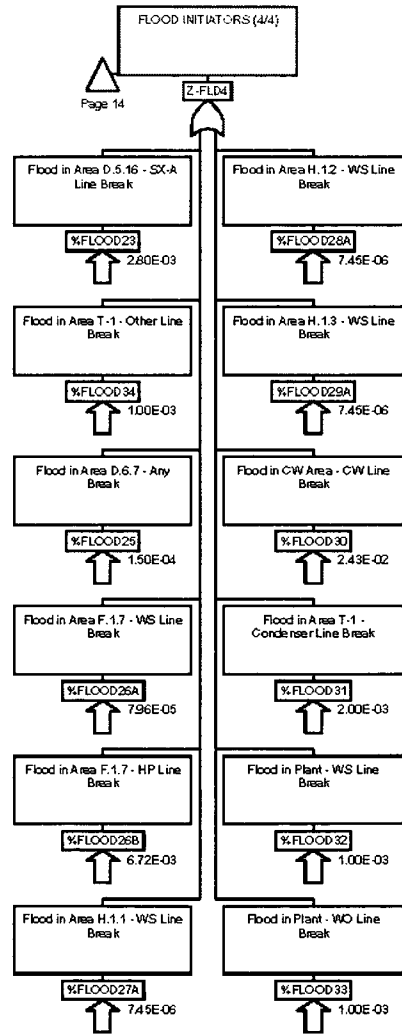 FLOOD INITIATORS (4/4)
Page 14
Z-FLD4
Flood in Area D.5.16 - SX-A
Line Break
%FLOOD23
2.80E-03
Flood in Area H.1.2 - WS Line
Break
%FLOOD28A
7.45E-06
Flood in Area T-1 - Other Line
Break
%FLOOD34
1.00E-03
Flood in Area H.1.3 - WS Line
Break
%FLOOD29A
7.45E-06
Flood in Area D.6.7 - Any
Break
%FLOOD25
1.50E-04
Flood in CW Area - CW Line
Break
%FLOOD30
2.43E-02
Flood in Area F.1.7 - WS Line
Break
%FLOOD26A
7.96E-05
Flood in Area T-1 -
Condenser Line Break
%FLOOD31
2.00E-03
Flood in Area F.1.7 - HP Line
Break
%FLOOD26B
6.72E-03
Flood in Plant - WS Line
Break
%FLOOD32
1.00E-03
Flood in Area H.1.1 - WS Line
Break
%FLOOD27A
7.45E-06
Flood in Plant - WO Line
Break
%FLOOD33
1.00E-03